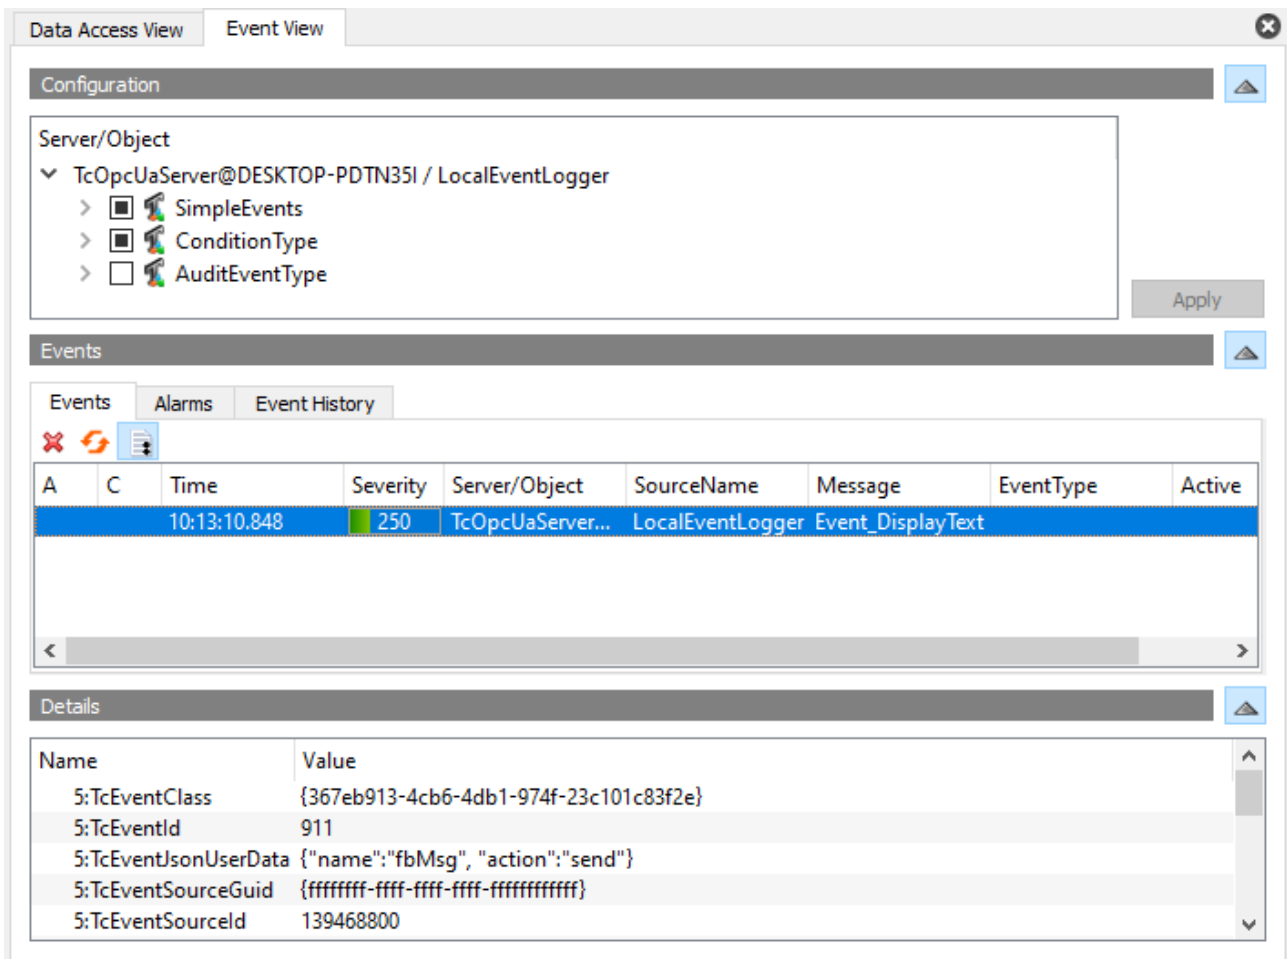 Data Access View Event View
Configuration
Server/Object
TcOpcUaServer@DESKTOP-PDTN35I / LocalEventLogger
SimpleEvents
ConditionType
AuditEventType
Apply
Events
Events Alarms Event History
A C Time Severity Server/Object SourceName Message EventType Active
10:13:10.848 250 TcOpcUaServer... LocalEventLogger Event_DisplayText
Details
Name Value
5:TcEventClass {367eb913-4cb6-4db1-974f-23c101c83f2e}
5:TcEventId 911
5:TcEventJsonUserData {"name":"fbMsg", "action":"send"}
5:TcEventSourceGuid {ffffffff-ffff-ffff-ffff-ffffffffffff}
5:TcEventSourceId 139468800